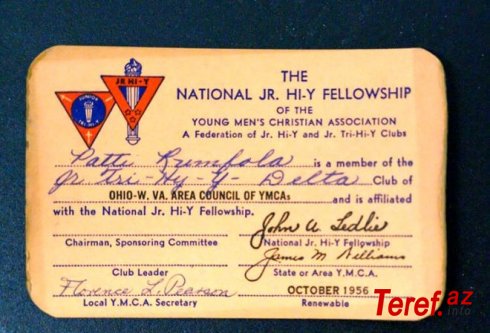 JR HI-Y
THE
NATIONAL JR. HI-Y FELLOWSHIP
OF THE
YOUNG MEN'S CHRISTIAN ASSOCIATION
A Federation of Jr. Hi-Y and Jr. Tri-Hi-Y Clubs
Patti Rumfola is a member of the
Jr. Tri-Hy-Y- Delta Club of
OHIO-W. VA. AREA COUNCIL OF YMCAs and is affiliated
with the National Jr. Hi-Y Fellowship.
John A Ledlie
Chairman, Sponsoring Committee National Jr. Hi-Y Fellowship
James M Williams
Club Leader State or Area Y.M.C.A.
Florence L. Pearson OCTOBER 1956
Local Y.M.C.A. Secretary Renewable
Teref.az
.info